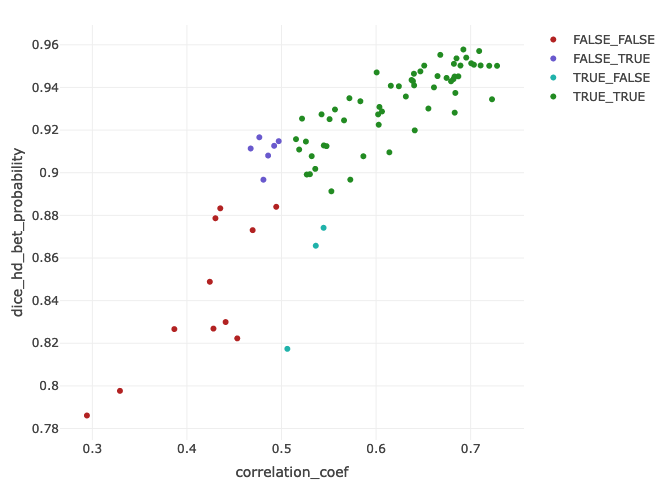 FALSE_FALSE
FALSE_TRUE
TRUE_FALSE
TRUE_TRUE
0.96
0.94
0.92
0.9
0.88
0.86
0.84
0.82
0.8
0.78
dice_hd_bet_probability
0.3 0.4 0.5 0.6 0.7
correlation_coef